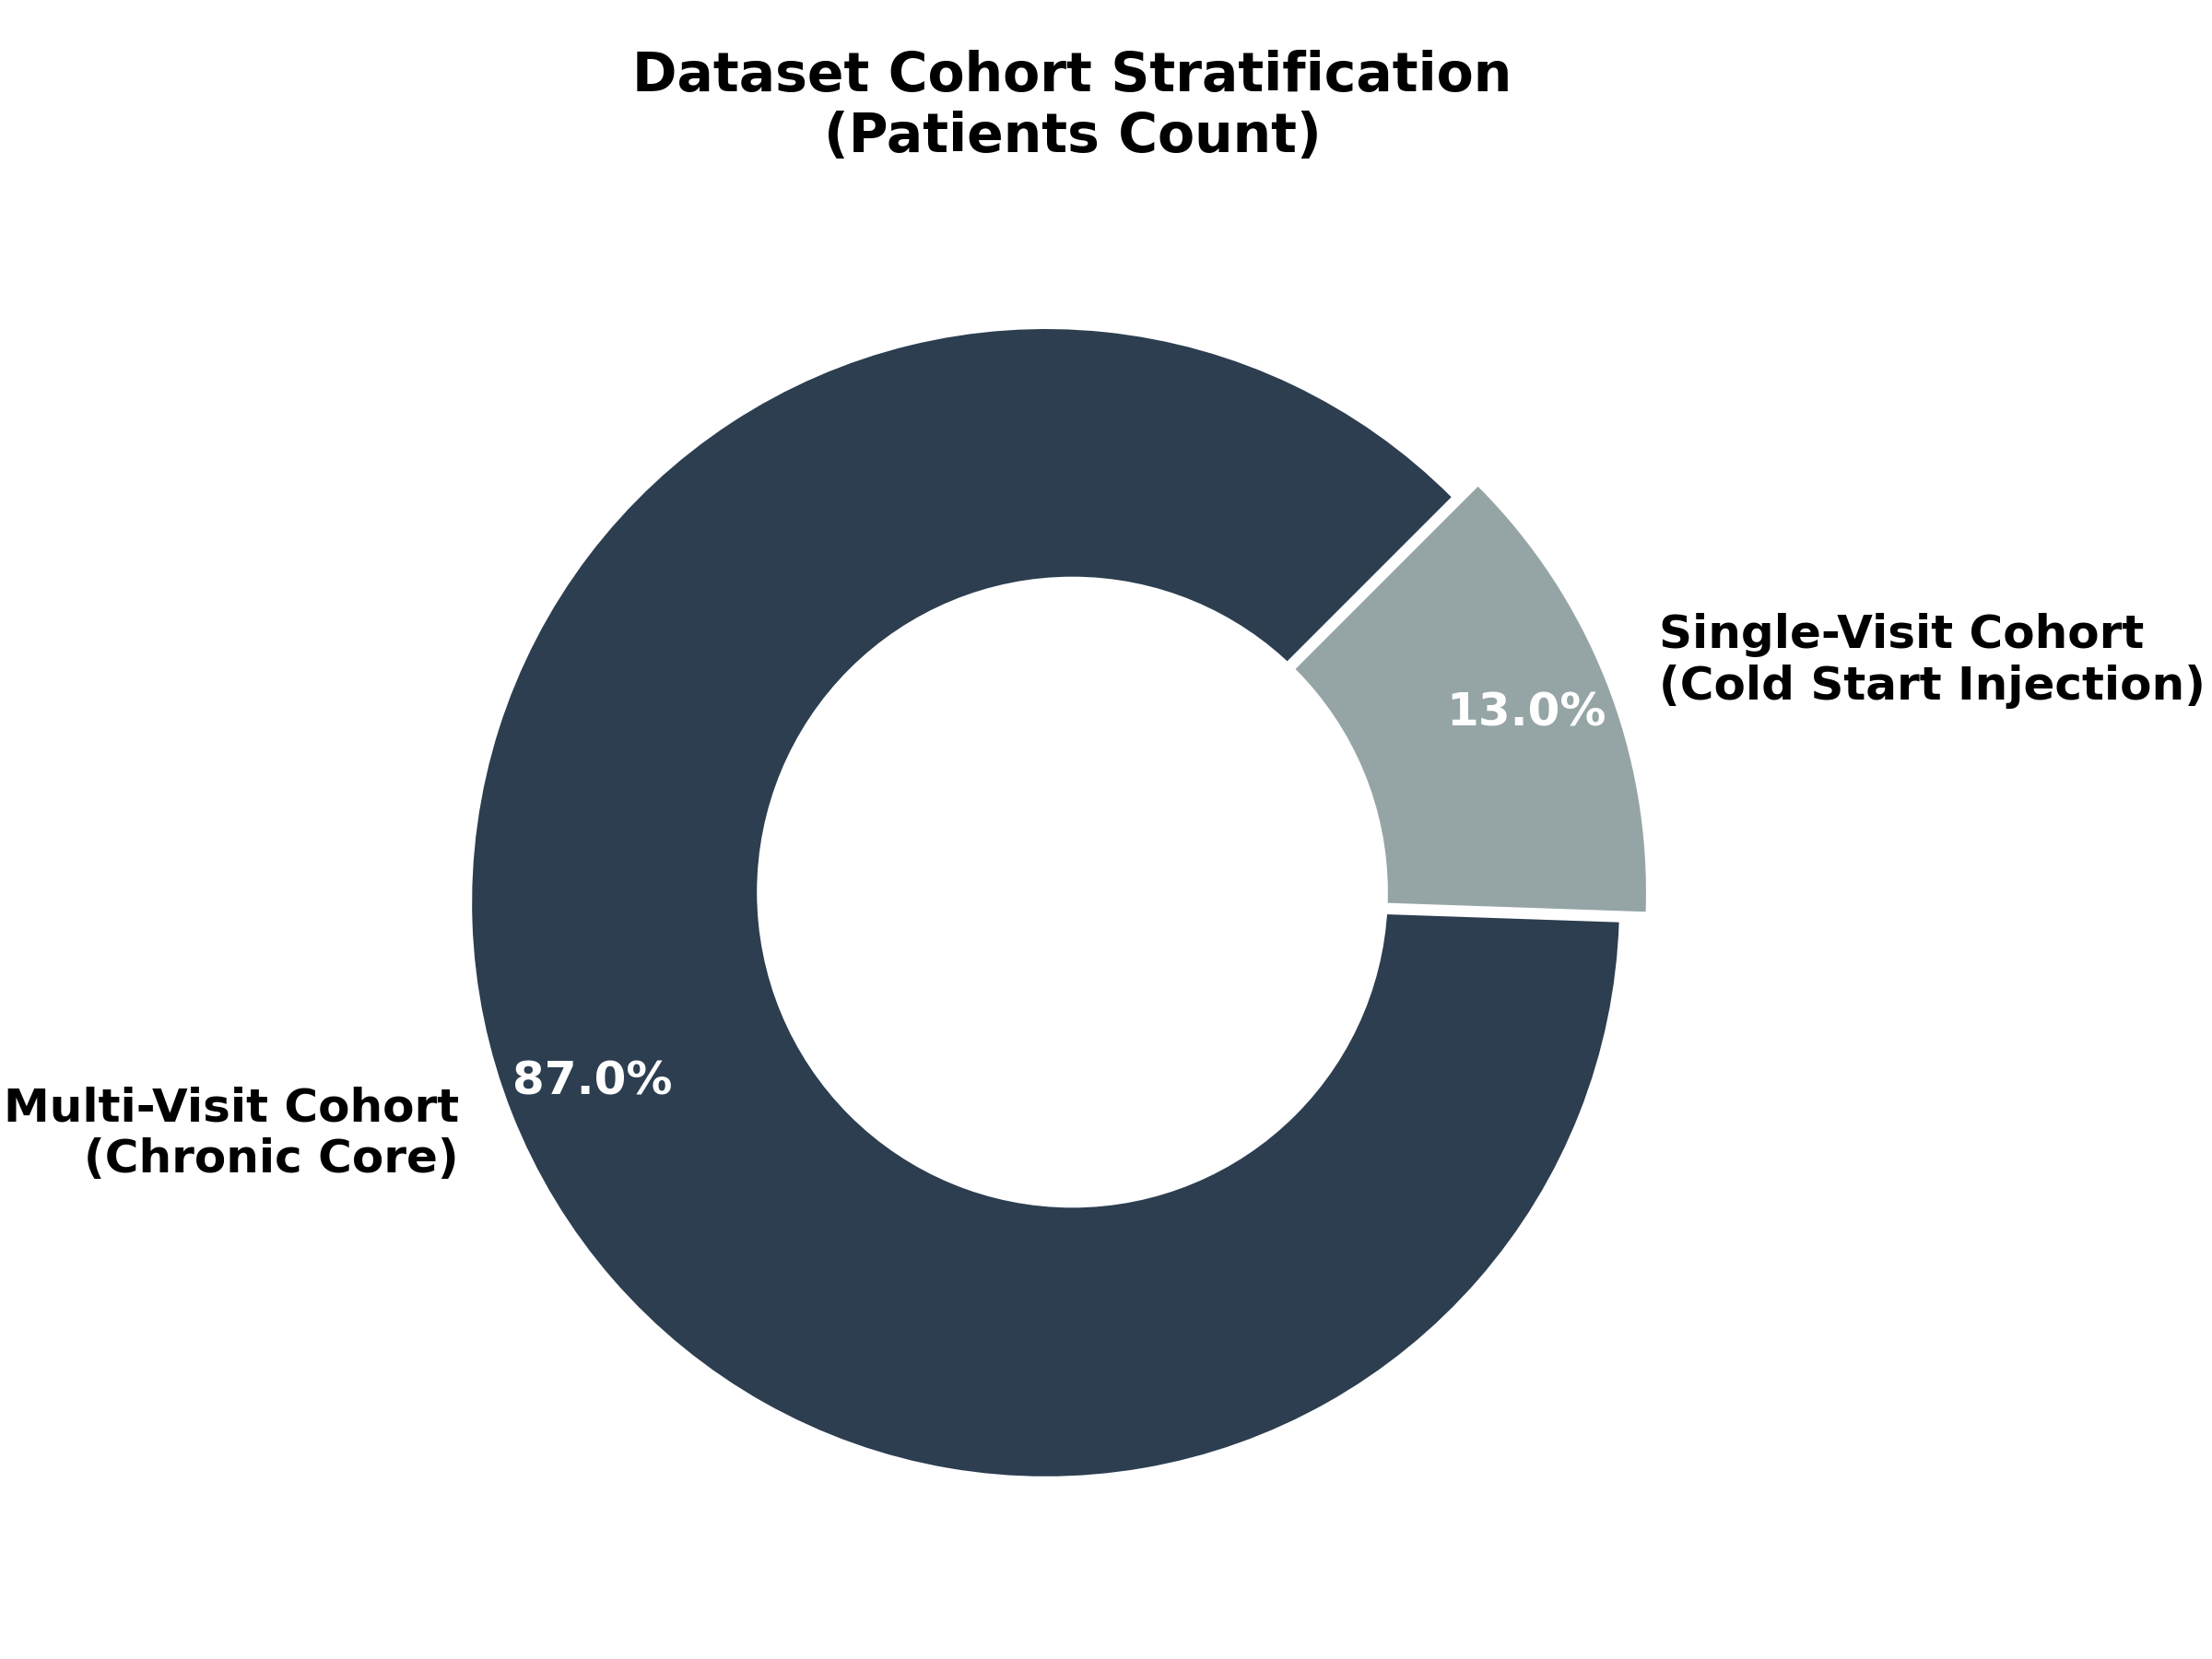 Dataset Cohort Stratification
(Patients Count)
Single-Visit Cohort
(Cold Start Injection)
13.0%
87.0%
Multi-Visit Cohort
(Chronic Core)